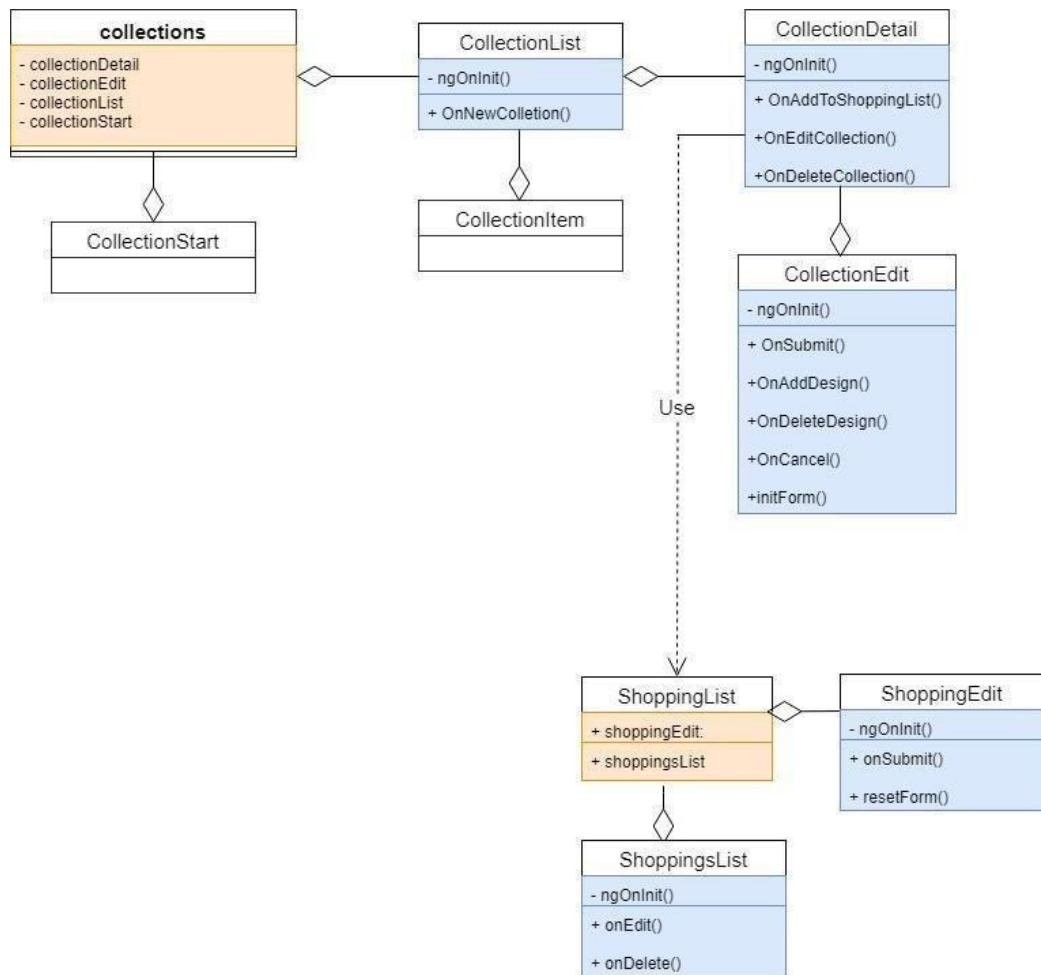 collections
- collectionDetail
- collectionEdit
- collectionList
- collectionStart
CollectionList
- ngOnInit()
+ OnNewColletion()
CollectionDetail
- ngOnInit()
+ OnAddToShoppingList()
+OnEditCollection()
+OnDeleteCollection()
CollectionStart
CollectionItem
CollectionEdit
- ngOnInit()
+ OnSubmit()
+OnAddDesign()
+OnDeleteDesign()
+OnCancel()
+initForm()
Use
ShoppingList
+ shoppingEdit:
+ shoppingsList
ShoppingEdit
- ngOnInit()
+ onSubmit()
+ resetForm()
ShoppingsList
- ngOnInit()
+ onEdit()
+ onDelete()